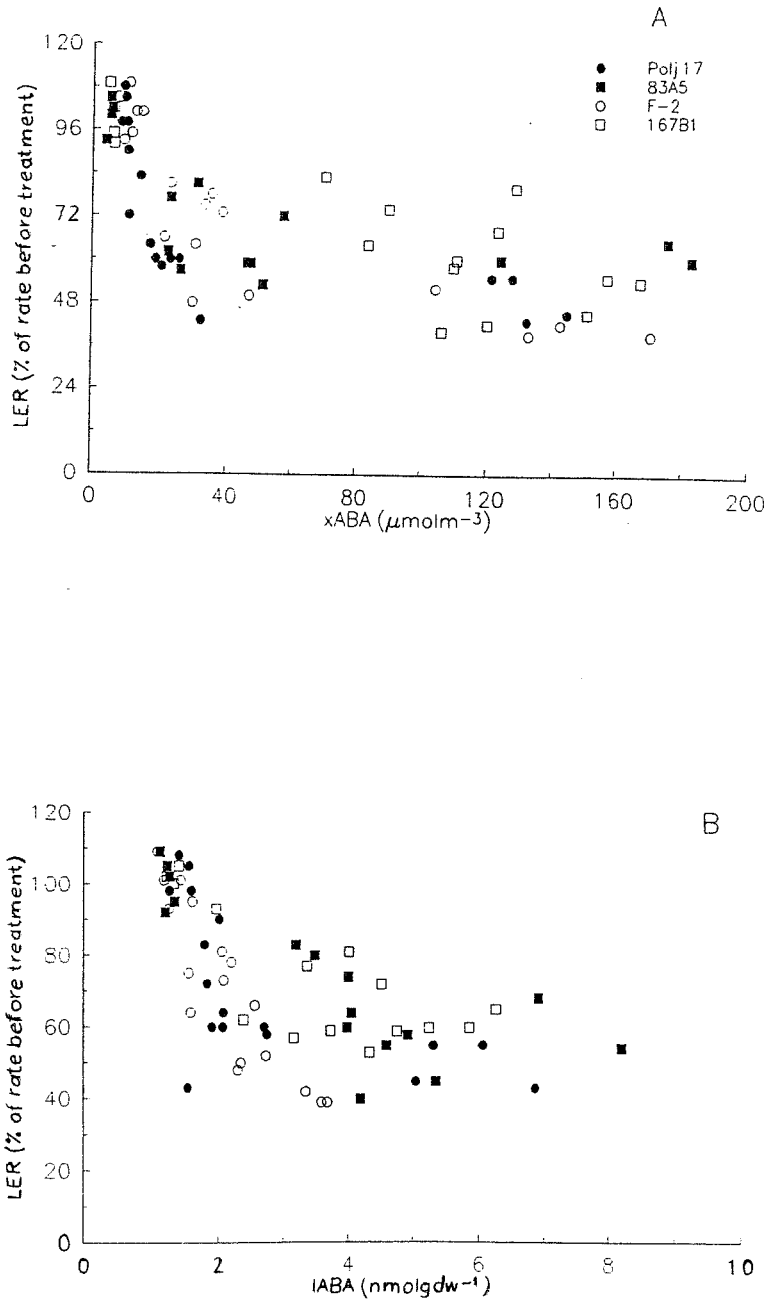 A
Polj17
83A5
F-2
167B1
120
96
72
48
24
0
LER (% of rate before treatment)
0 40 80 120 160 200
xABA (μmolm⁻³)
B
120
100
80
60
40
20
0
LER (% of rate before treatment)
0 2 4 6 8 10
lABA (nmolgdw⁻¹)